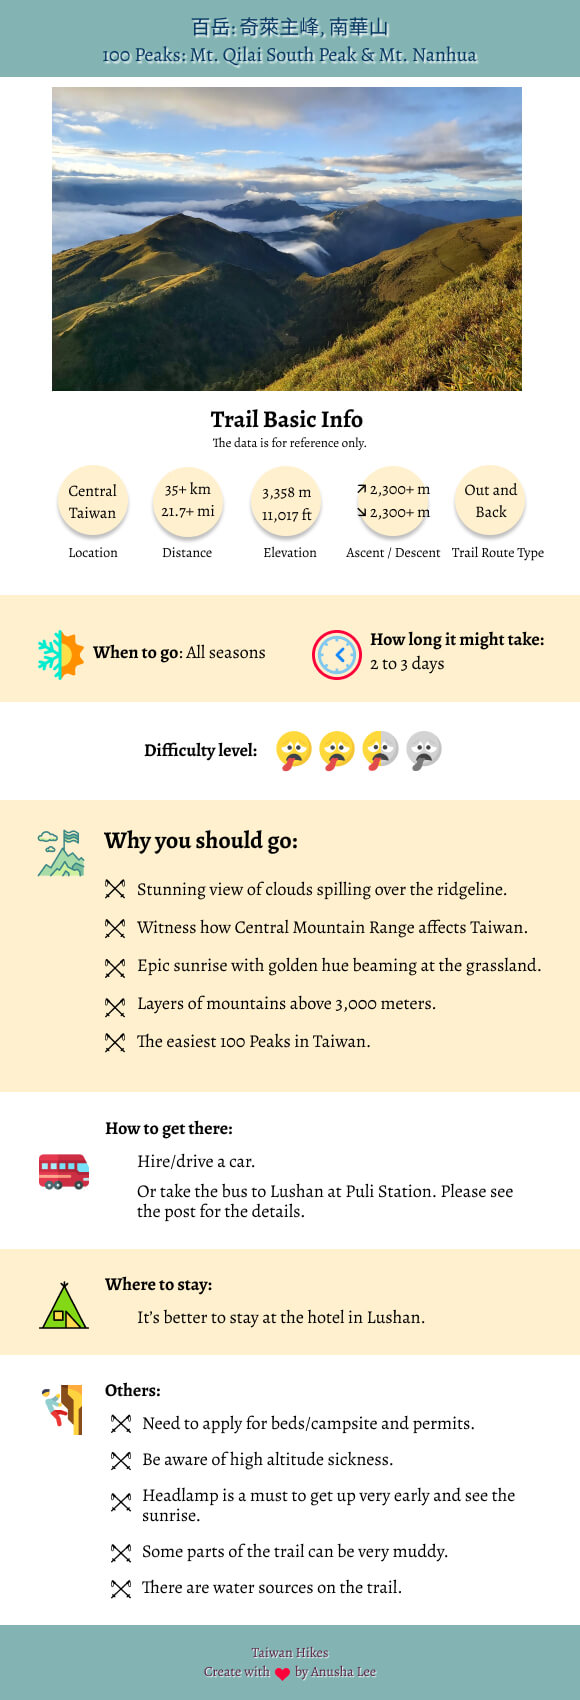 百岳: 奇萊主峰, 南華山
100 Peaks: Mt. Qilai South Peak & Mt. Nanhua
Trail Basic Info
The data is for reference only.
Central
Taiwan
Location
35+ km
21.7+ mi
Distance
3,358 m
11,017 ft
Elevation
↗ 2,300+ m
↘ 2,300+ m
Ascent / Descent
Out and
Back
Trail Route Type
When to go: All seasons
How long it might take:
2 to 3 days
Difficulty level:
Why you should go:
Stunning view of clouds spilling over the ridgeline.
Witness how Central Mountain Range affects Taiwan.
Epic sunrise with golden hue beaming at the grassland.
Layers of mountains above 3,000 meters.
The easiest 100 Peaks in Taiwan.
How to get there:
Hire/drive a car.
Or take the bus to Lushan at Puli Station. Please see
the post for the details.
Where to stay:
It's better to stay at the hotel in Lushan.
Others:
Need to apply for beds/campsite and permits.
Be aware of high altitude sickness.
Headlamp is a must to get up very early and see the
sunrise.
Some parts of the trail can be very muddy.
There are water sources on the trail.
Taiwan Hikes
Create with ❤ by Anusha Lee